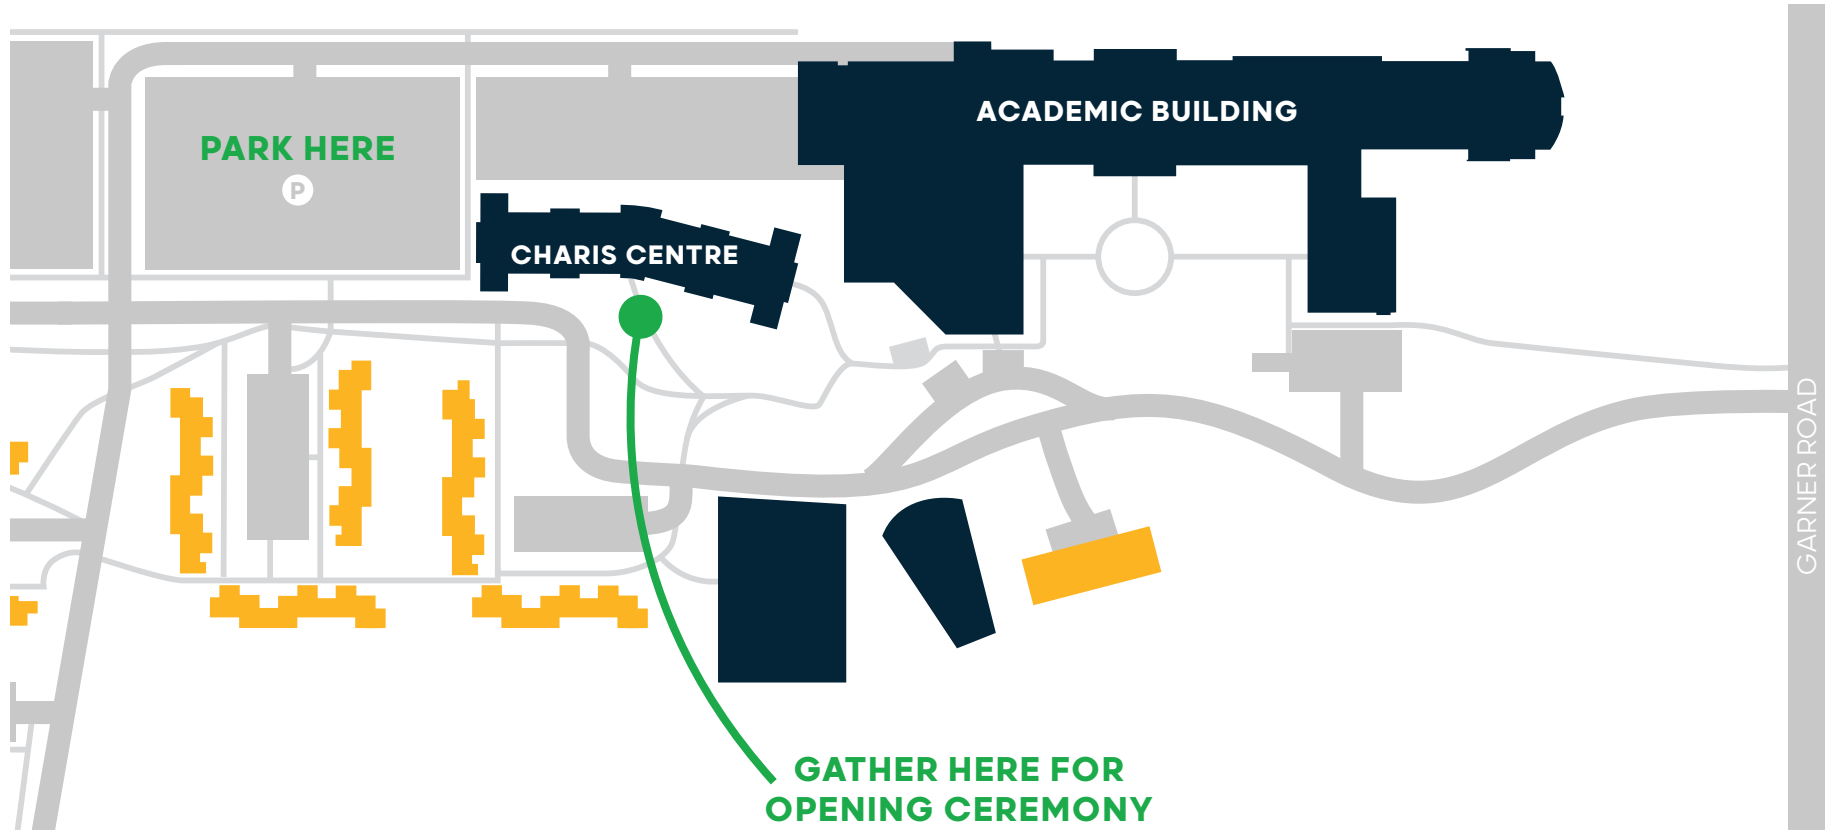 ACADEMIC BUILDING
PARK HERE
P
CHARIS CENTRE
GARNER ROAD
GATHER HERE FOR
OPENING CEREMONY